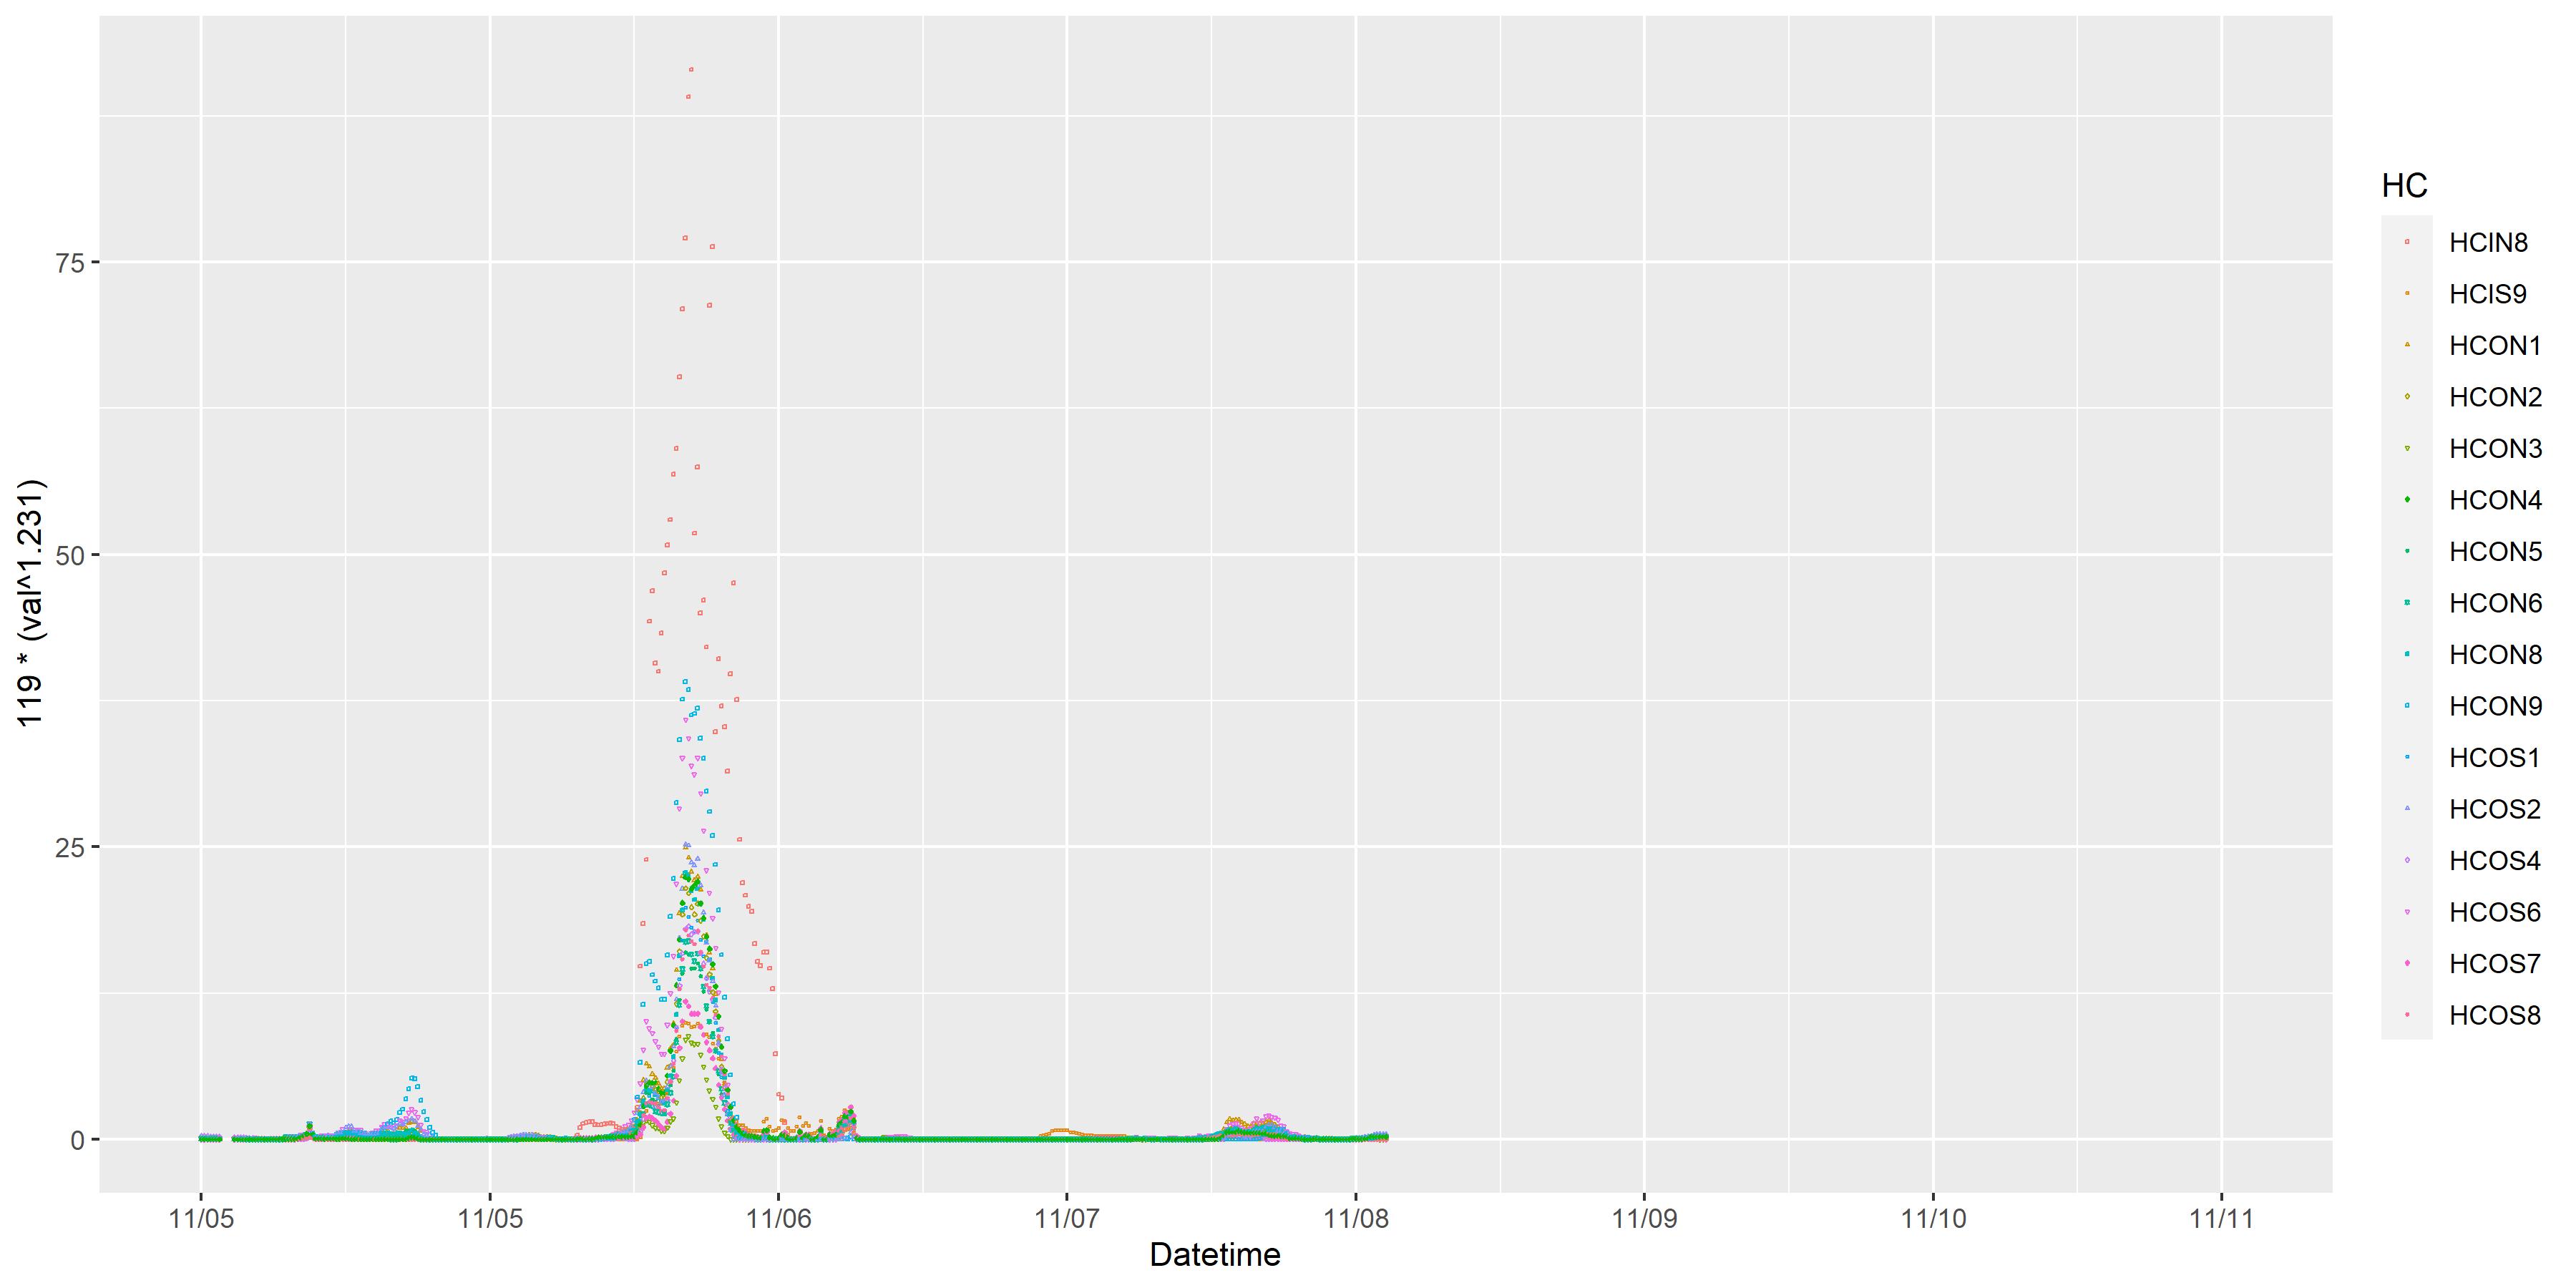 119 * (val^1.231)
75
50
25
0
11/05
11/05
11/06
11/07
11/08
11/09
11/10
11/11
Datetime
HC
HCIN8
HCIS9
HCON1
HCON2
HCON3
HCON4
HCON5
HCON6
HCON8
HCON9
HCOS1
HCOS2
HCOS4
HCOS6
HCOS7
HCOS8